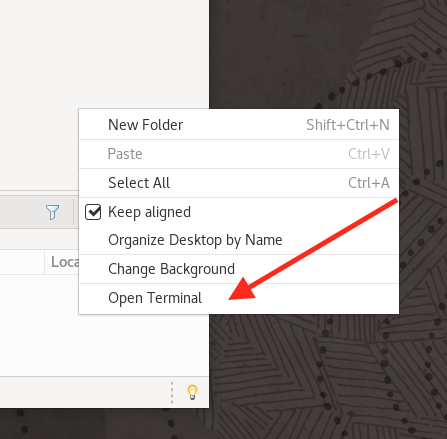 New Folder Shift+Ctrl+N
Paste Ctrl+V
Select All Ctrl+A
Keep aligned
Organize Desktop by Name
Loca
Change Background
Open Terminal